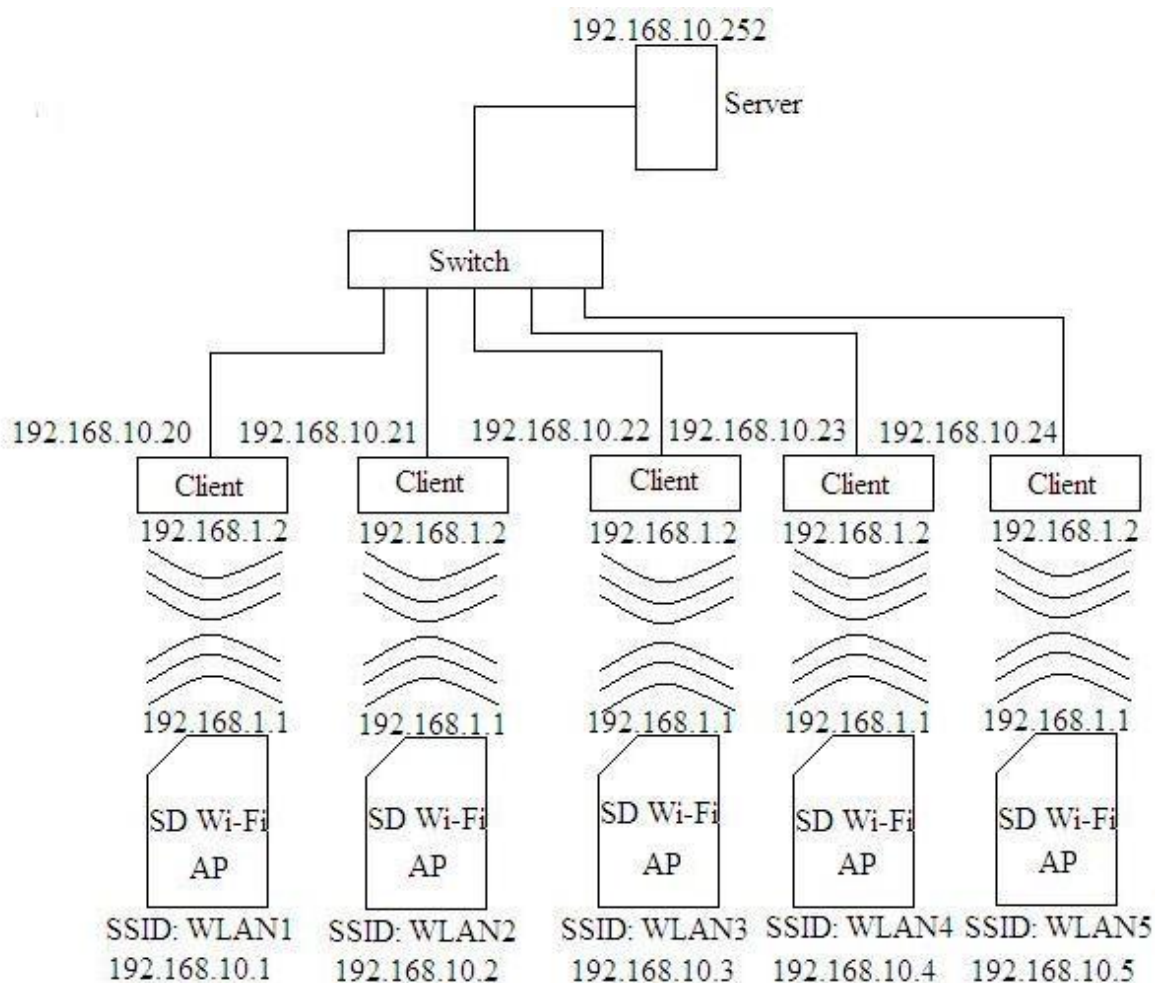 192.168.10.252
Server
Switch
192.168.10.20 192.168.10.21 192.168.10.22 192.168.10.23 192.168.10.24
Client Client Client Client Client
192.168.1.2 192.168.1.2 192.168.1.2 192.168.1.2 192.168.1.2
192.168.1.1 192.168.1.1 192.168.1.1 192.168.1.1 192.168.1.1
SD Wi-Fi SD Wi-Fi SD Wi-Fi SD Wi-Fi SD Wi-Fi
AP AP AP AP AP
SSID: WLAN1 SSID: WLAN2 SSID: WLAN3 SSID: WLAN4 SSID: WLAN5
192.168.10.1 192.168.10.2 192.168.10.3 192.168.10.4 192.168.10.5